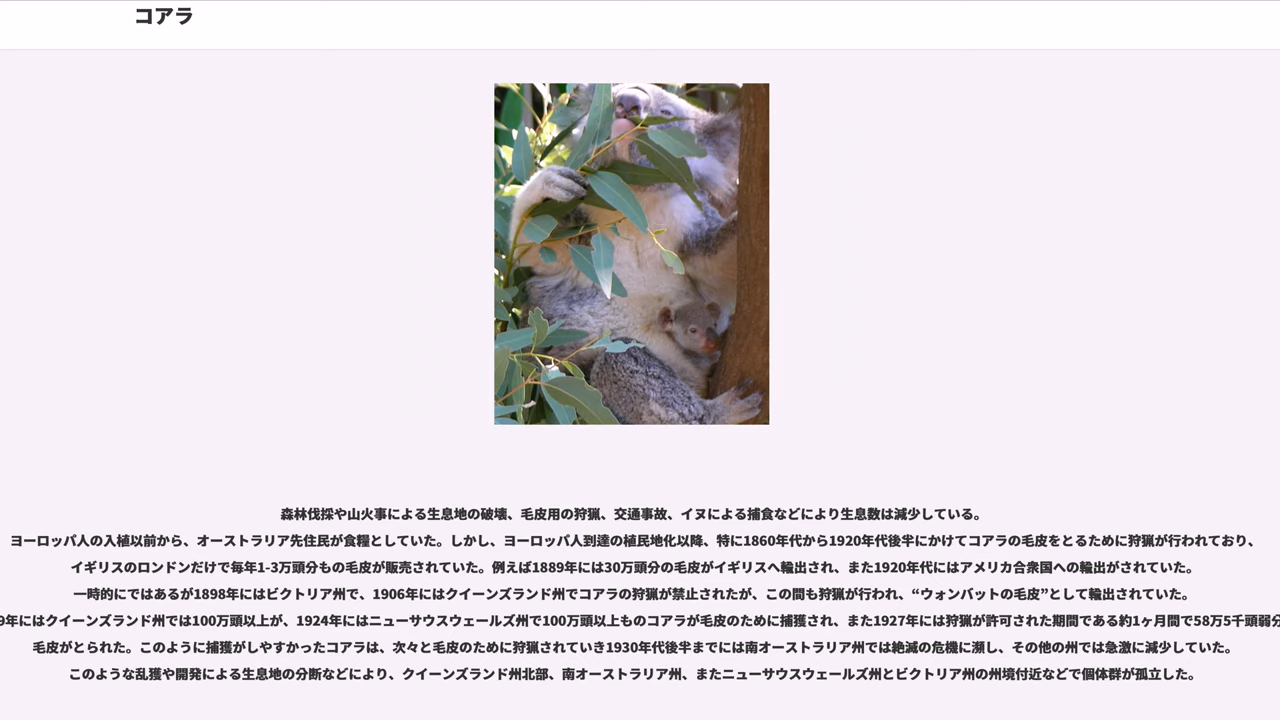 コアラ
森林伐採や山火事による生息地の破壊、毛皮用の狩猟、交通事故、イヌによる捕食などにより生息数は減少している。
ヨーロッパ人の入植以前から、オーストラリア先住民が食糧としていた。しかし、ヨーロッパ人到達の植民地化以降、特に1860年代から1920年代後半にかけてコアラの毛皮をとるために狩猟が行われており、
イギリスのロンドンだけで毎年1-3万頭分もの毛皮が販売されていた。例えば1889年には30万頭分の毛皮がイギリスへ輸出され、また1920年代にはアメリカ合衆国への輸出がされていた。
一時的にではあるが1898年にはビクトリア州で、1906年にはクイーンズランド州でコアラの狩猟が禁止されたが、この間も狩猟が行われ、“ウォンバットの毛皮”として輸出されていた。
9年にはクイーンズランド州では100万頭以上が、1924年にはニューサウスウェールズ州で100万頭以上ものコアラが毛皮のために捕獲され、また1927年には狩猟が許可された期間である約1ヶ月間で58万5千頭弱分
毛皮がとられた。このように捕獲がしやすかったコアラは、次々と毛皮のために狩猟されていき1930年代後半までには南オーストラリア州では絶滅の危機に瀕し、その他の州では急激に減少していた。
このような乱獲や開発による生息地の分断などにより、クイーンズランド州北部、南オーストラリア州、またニューサウスウェールズ州とビクトリア州の州境付近などで個体群が孤立した。